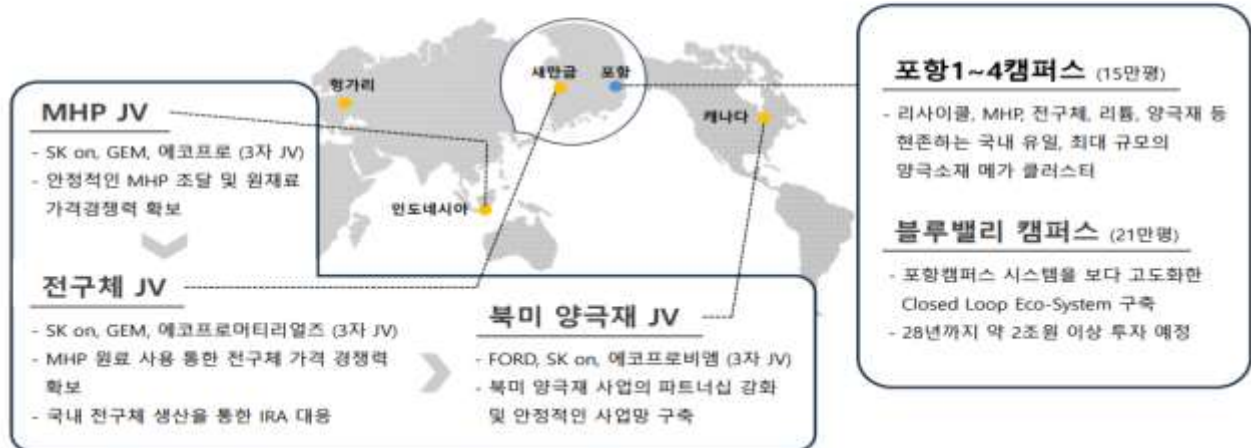 헝가리
새만금
포항
캐나다
인도네시아
MHP JV
- SK on, GEM, 에코프로 (3자 JV)
- 안정적인 MHP 조달 및 원재료
가격경쟁력 확보
전구체 JV
- SK on, GEM, 에코프로머티리얼즈 (3자 JV)
- MHP 원료 사용 통한 전구체 가격 경쟁력
확보
- 국내 전구체 생산을 통한 IRA 대응
북미 양극재 JV
- FORD, SK on, 에코프로비엠 (3자 JV)
- 북미 양극재 사업의 파트너십 강화
및 안정적인 사업망 구축
포항1~4캠퍼스 (15만평)
- 리사이클, MHP, 전구체, 리튬, 양극재 등
현존하는 국내 유일, 최대 규모의
양극소재 메가 클러스터
블루밸리 캠퍼스 (21만평)
- 포항캠퍼스 시스템을 보다 고도화한
Closed Loop Eco-System 구축
- 28년까지 약 2조원 이상 투자 예정